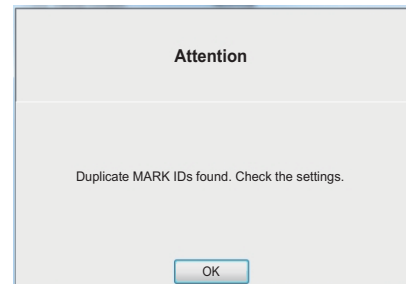 Attention
Duplicate MARK IDs found. Check the settings.
OK